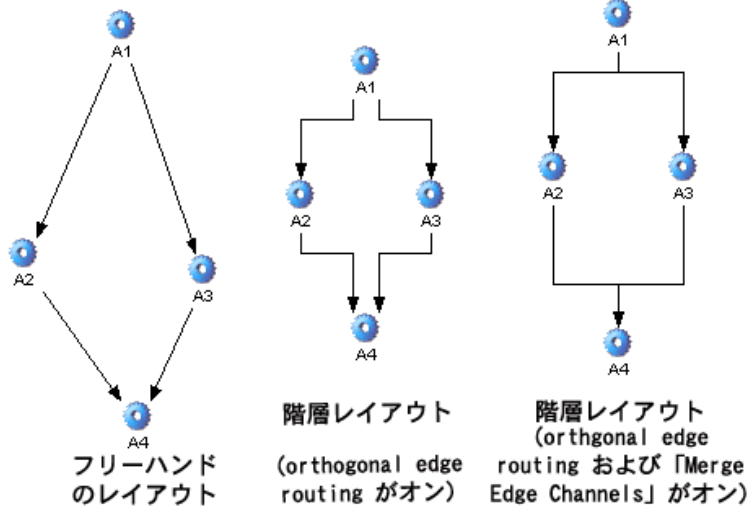 A1
A2
A3
A4
フリーハンド
のレイアウト
A1
A2
A3
A4
階層レイアウト
(orthogonal edge
routing がオン)
A1
A2
A3
A4
階層レイアウト
(orthgonal edge
routing および「Merge
Edge Channels」がオン)